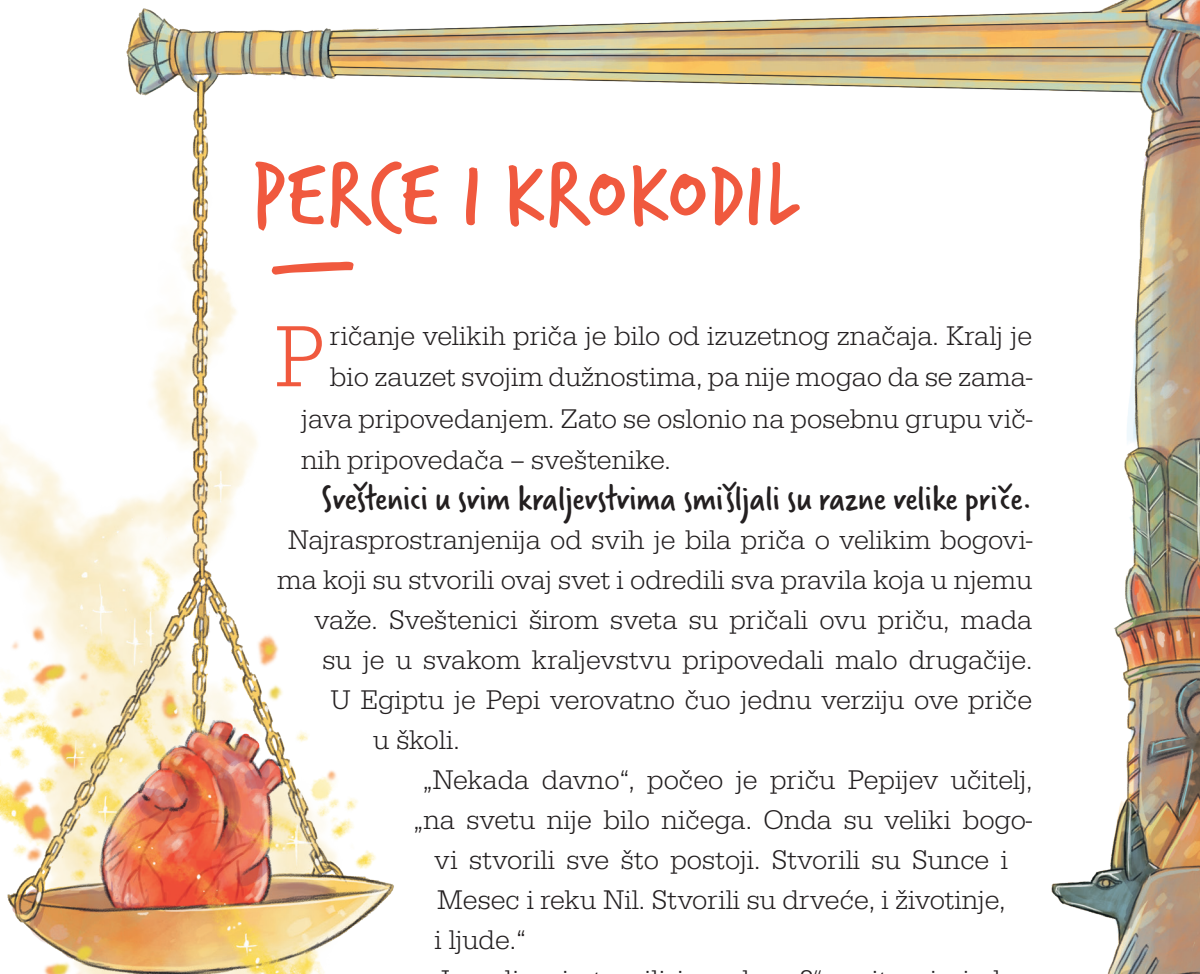 PERCE I KROKODIL
Pričanje velikih priča je bilo od izuzetnog značaja. Kralj je
bio zauzet svojim dužnostima, pa nije mogao da se zama-
java pripovedanjem. Zato se oslonio na posebnu grupu vič-
nih pripovedača – sveštenike.
Sveštenici u svim kraljevstvima smišljali su razne velike priče.
Najrasprostranjenija od svih je bila priča o velikim bogovi-
ma koji su stvorili ovaj svet i odredili sva pravila koja u njemu
važe. Sveštenici širom sveta su pričali ovu priču, mada
su je u svakom kraljevstvu pripovedali malo drugačije.
U Egiptu je Pepi verovatno čuo jednu verziju ove priče
u školi.
„Nekada davno“, počeo je priču Pepijev učitelj,
„na svetu nije bilo ničega. Onda su veliki bogo-
vi stvorili sve što postoji. Stvorili su Sunce i
Mesec i reku Nil. Stvorili su drveće, i životinje,
i ljude.“